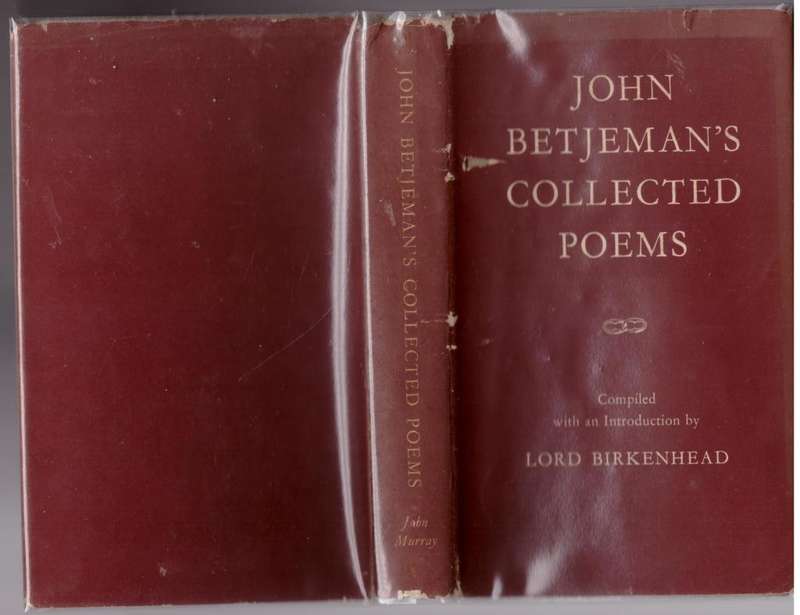 JOHN BETJEMAN'S COLLECTED POEMS
John
Murray
JOHN
BETJEMAN'S
COLLECTED
POEMS
Compiled
with an Introduction by
LORD BIRKENHEAD